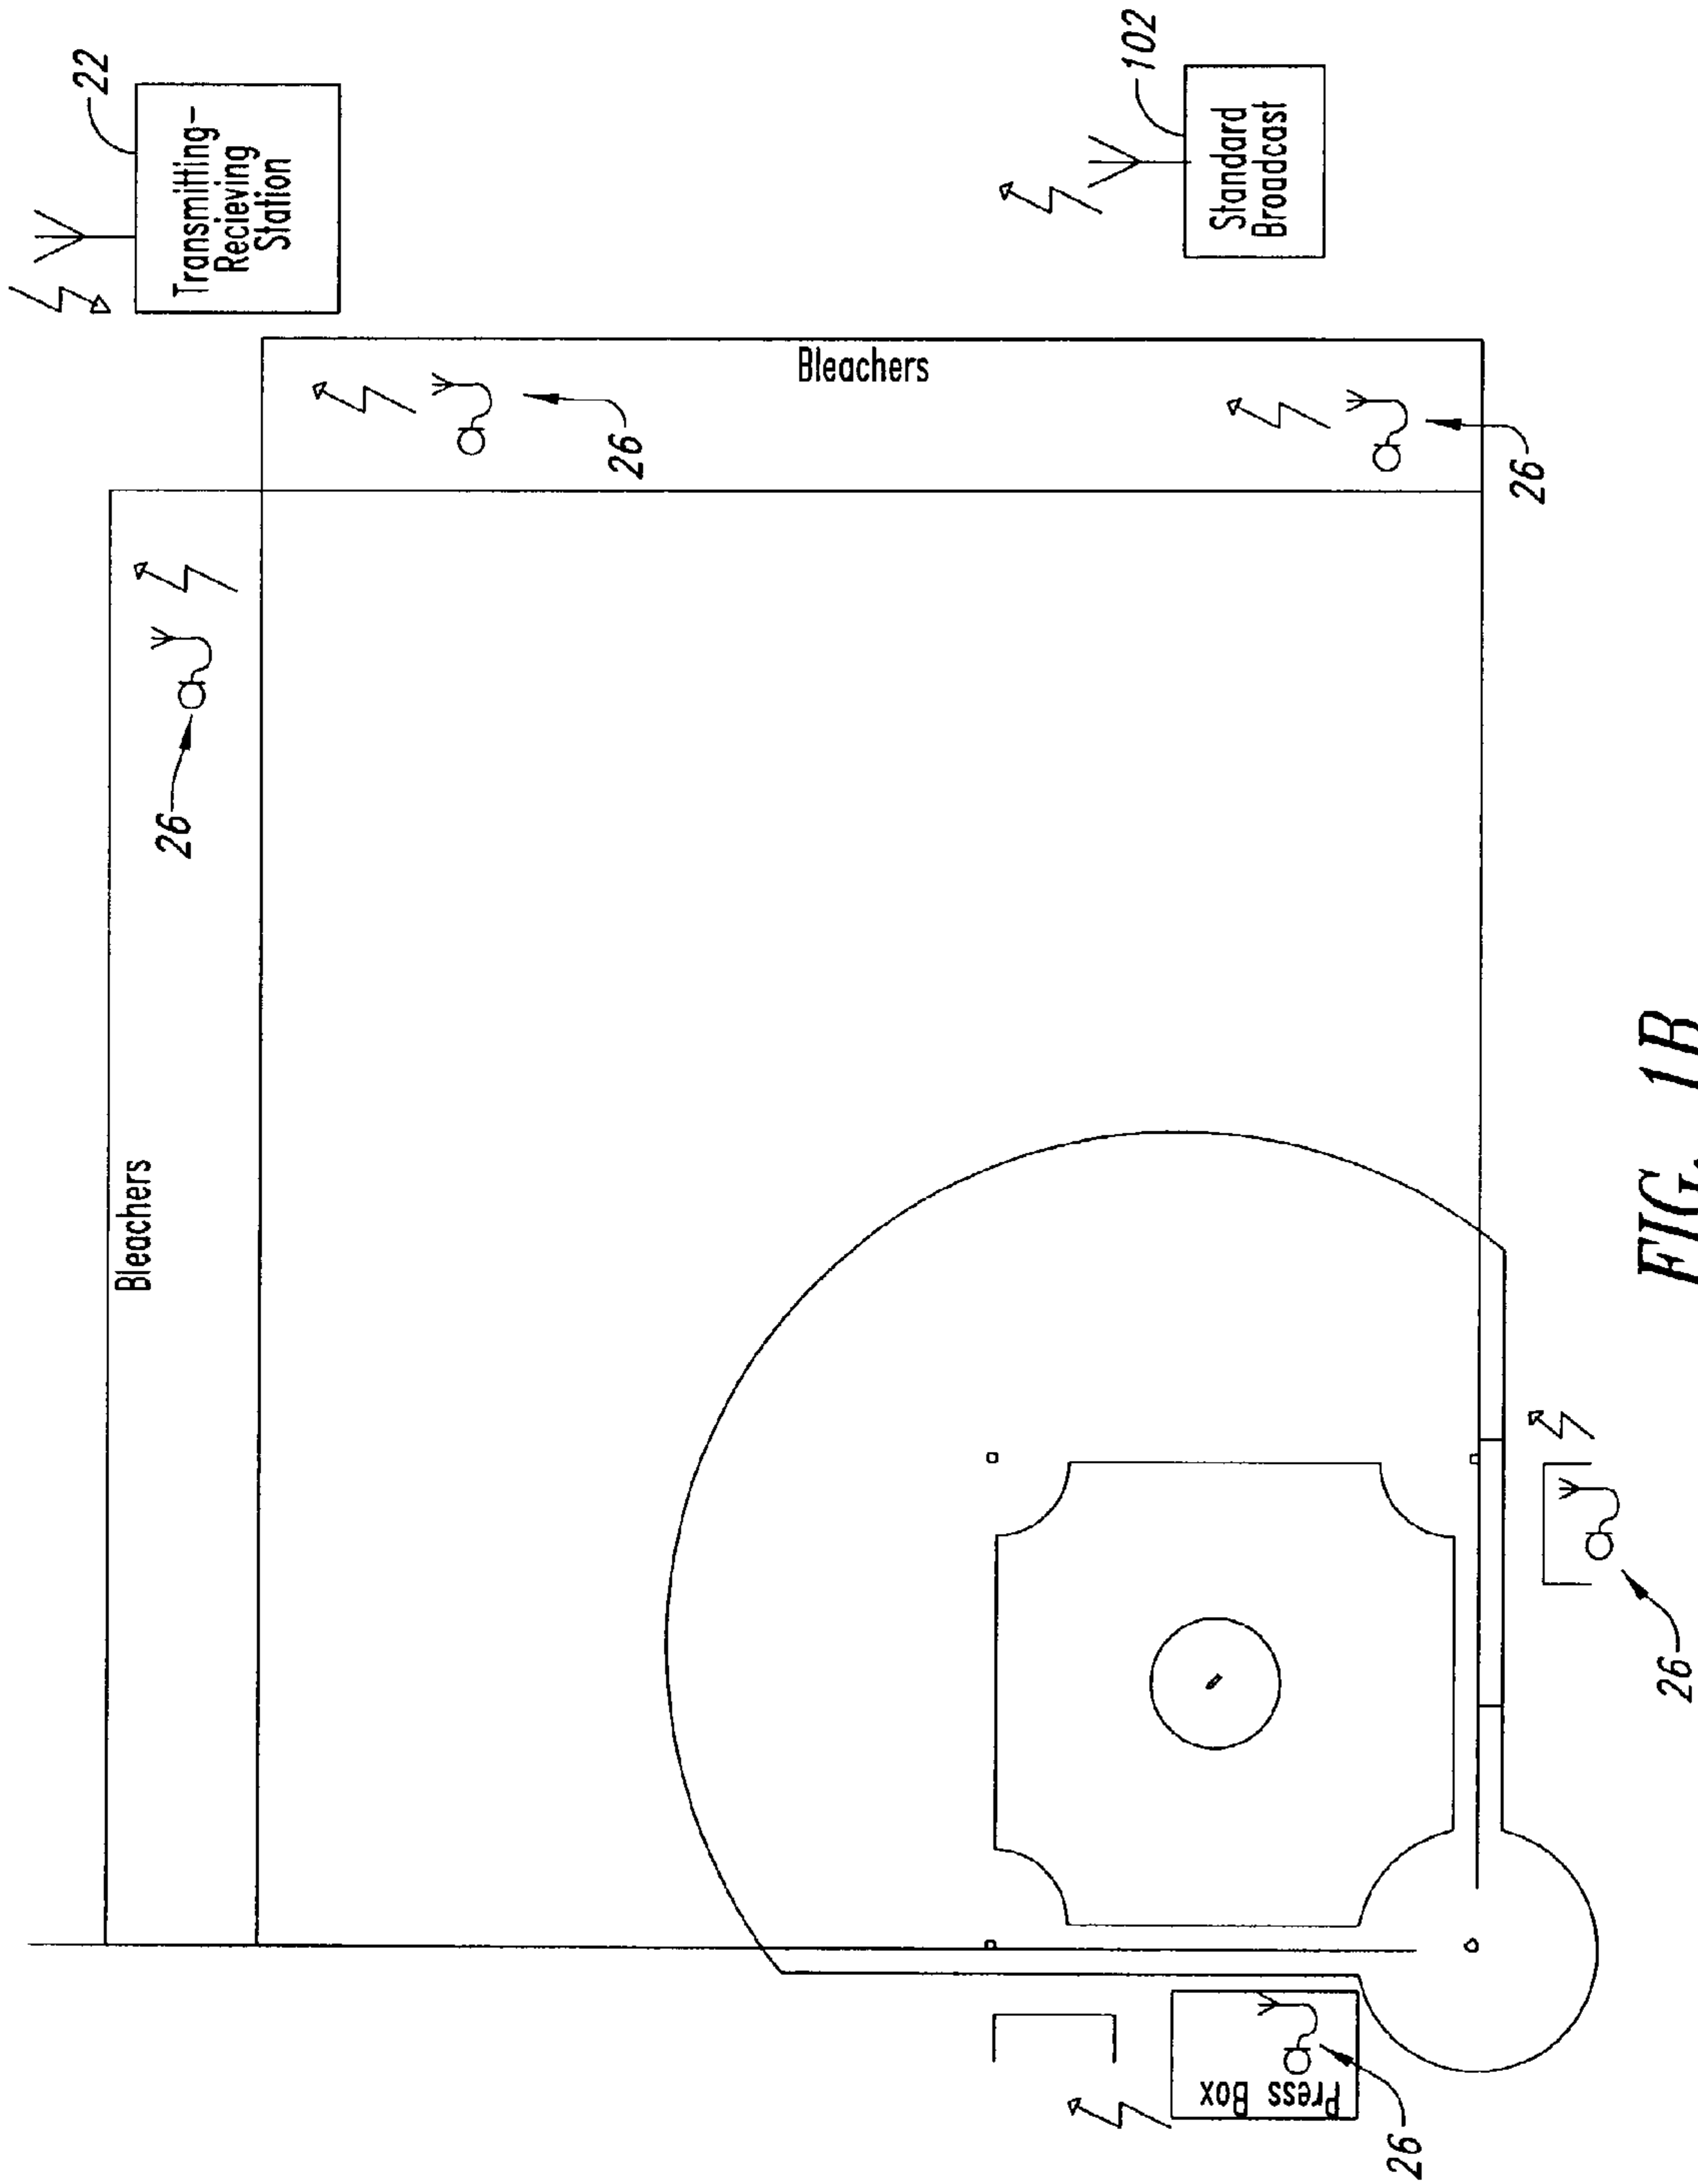 22
Transmitting-
Recieving
Station
102
Standard
Broadcast
Bleachers
26
26
26
Bleachers
26
Press Box
26
FIG. 1B